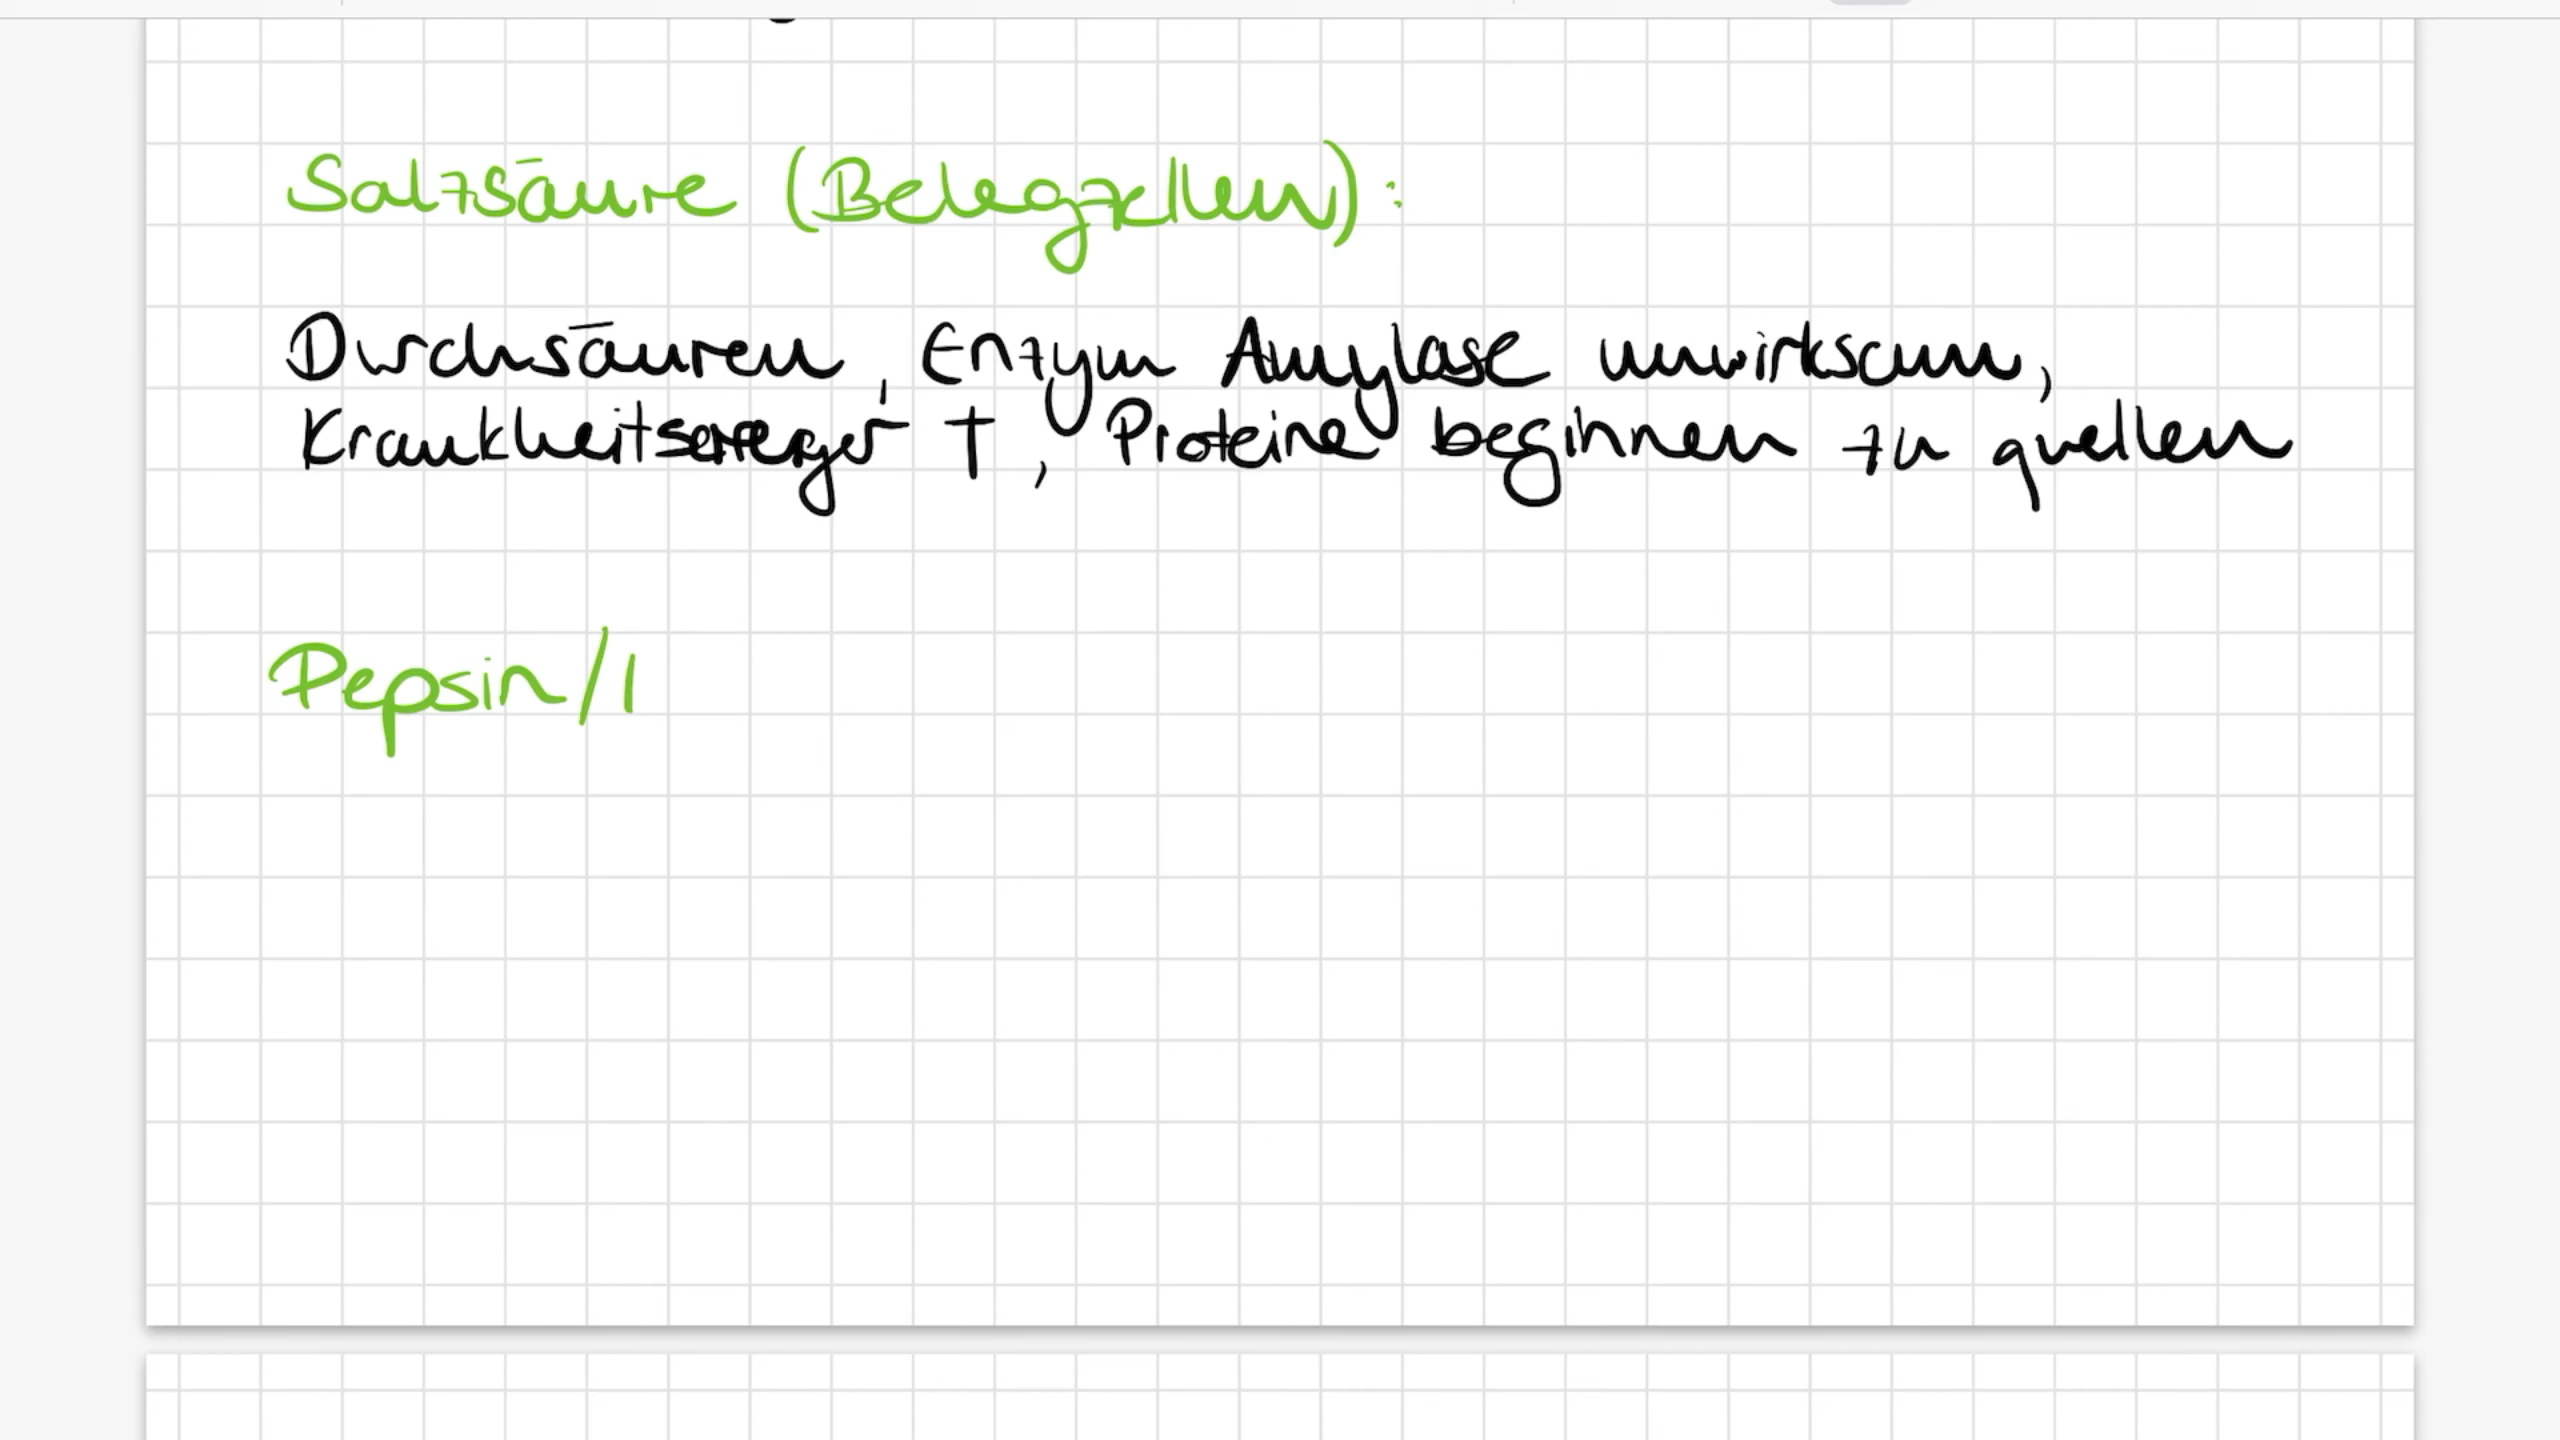 Salzsäure (Belegzellen):
Durchsäuren, Enzym Amylase unwirksam,
Krankheitserreger †, Proteine beginnen zu quellen
Pepsin/